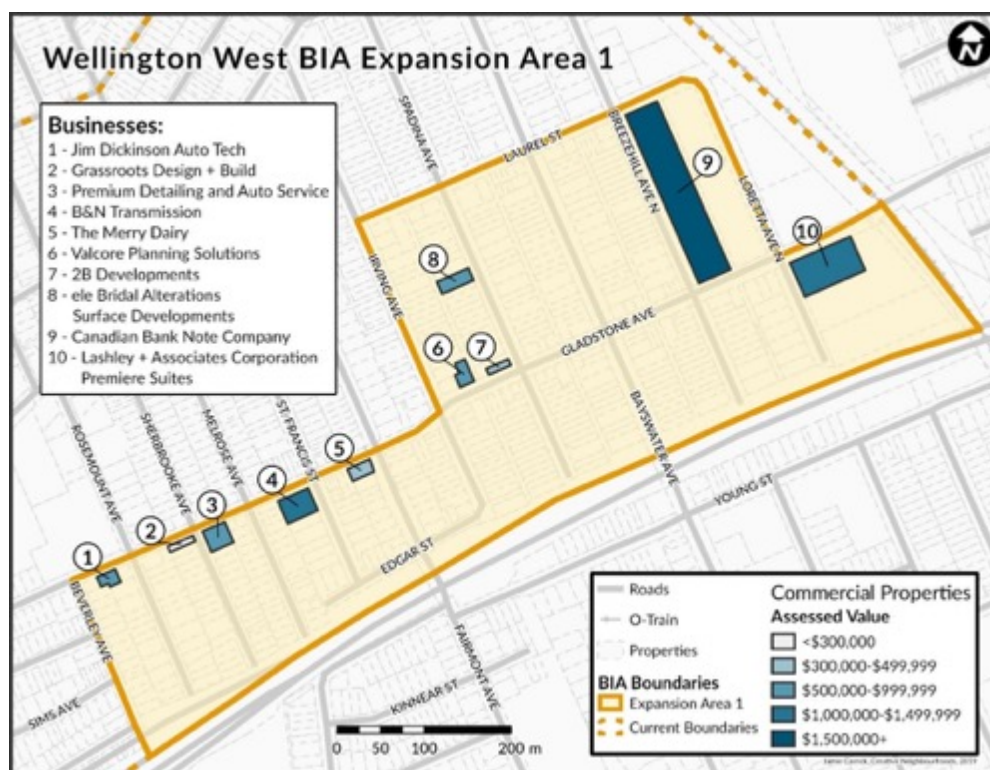 Wellington West BIA Expansion Area 1
N
Businesses:
1 - Jim Dickinson Auto Tech
2 - Grassroots Design + Build
3 - Premium Detailing and Auto Service
4 - B&N Transmission
5 - The Merry Dairy
6 - Valcore Planning Solutions
7 - 2B Developments
8 - ele Bridal Alterations
Surface Developments
9 - Canadian Bank Note Company
10 - Lashley + Associates Corporation
Premiere Suites
SPADINA AVE
LAUREL ST
BREEZEHILL AVE N
9
LORETTA AVE N
10
IRVING AVE
8
GLADSTONE AVE
6
7
BAYSWATER AVE
YOUNG ST
ROSEMOUNT AVE
SHERBROOKE AVE
MELROSE AVE
ST. FRANCIS ST
5
4
3
2
1
EDGAR ST
BEVERLEY AVE
FAIRMONT AVE
SIMS AVE
KINNEAR ST
0 50 100 200 m
Roads
O-Train
Properties
BIA Boundaries
Expansion Area 1
Current Boundaries
Commercial Properties
Assessed Value
<$300,000
$300,000-$499,999
$500,000-$999,999
$1,000,000-$1,499,999
$1,500,000+
Jamie Carrick, Creative Neighbourhoods, 2019